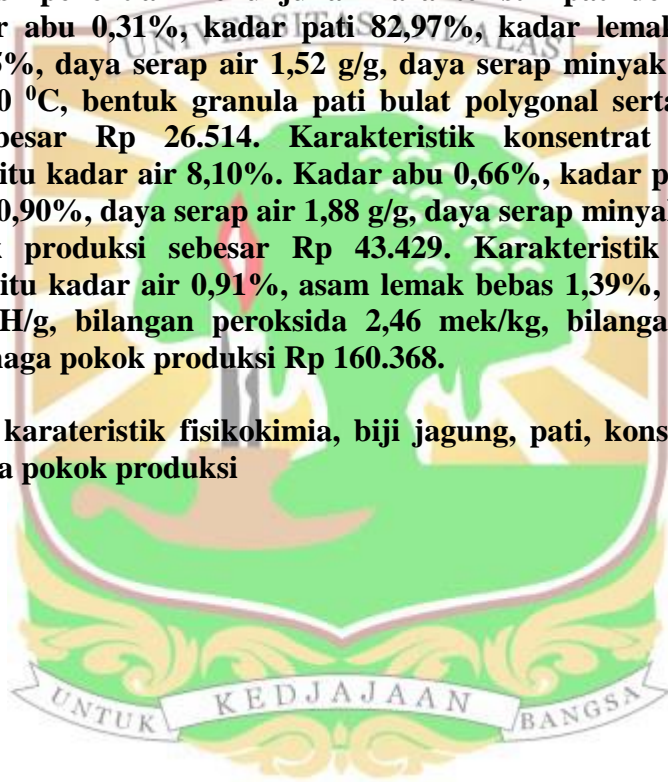 r abu 0,31%, kadar pati 82,97%, kadar lemak
UNIVERSITAS ANDALAS
5%, daya serap air 1,52 g/g, daya serap minyak
0 ⁰C, bentuk granula pati bulat polygonal serta
besar Rp 26.514. Karakteristik konsentrat
itu kadar air 8,10%. Kadar abu 0,66%, kadar p
0,90%, daya serap air 1,88 g/g, daya serap minya
k produksi sebesar Rp 43.429. Karakteristik
itu kadar air 0,91%, asam lemak bebas 1,39%,
H/g, bilangan peroksida 2,46 mek/kg, bilanga
naga pokok produksi Rp 160.368.
karateristik fisikokimia, biji jagung, pati, kons
a pokok produksi
UNTUK KEDJAJAAN BANGSA